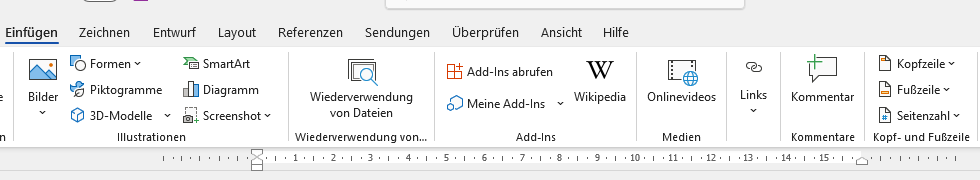 Einfügen Zeichnen Entwurf Layout Referenzen Sendungen Überprüfen Ansicht Hilfe
Bilder
Formen
Piktogramme
3D-Modelle
SmartArt
Diagramm
Screenshot
Illustrationen
Wiederverwendung
von Dateien
Wiederverwendung von...
Add-Ins abrufen
Meine Add-Ins
W
Wikipedia
Add-Ins
Onlinevideos
Medien
Links
Kommentar
Kommentare
Kopfzeile
Fußzeile
Seitenzahl
#
Kopf- und Fußzeile
1 2 3 4 5 6 7 8 9 10 11 12 13 14 15